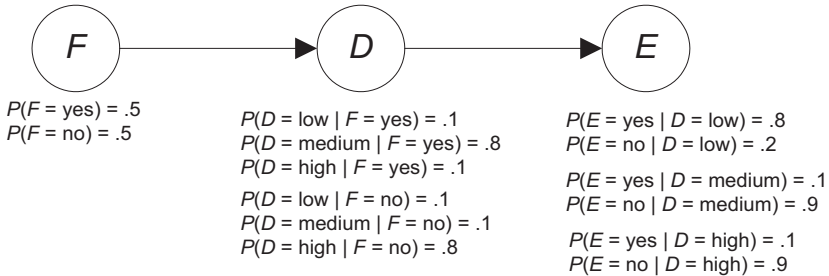 F
D
E
P(F = yes) = .5
P(F = no) = .5
P(D = low | F = yes) = .1
P(D = medium | F = yes) = .8
P(D = high | F = yes) = .1
P(D = low | F = no) = .1
P(D = medium | F = no) = .1
P(D = high | F = no) = .8
P(E = yes | D = low) = .8
P(E = no | D = low) = .2
P(E = yes | D = medium) = .1
P(E = no | D = medium) = .9
P(E = yes | D = high) = .1
P(E = no | D = high) = .9